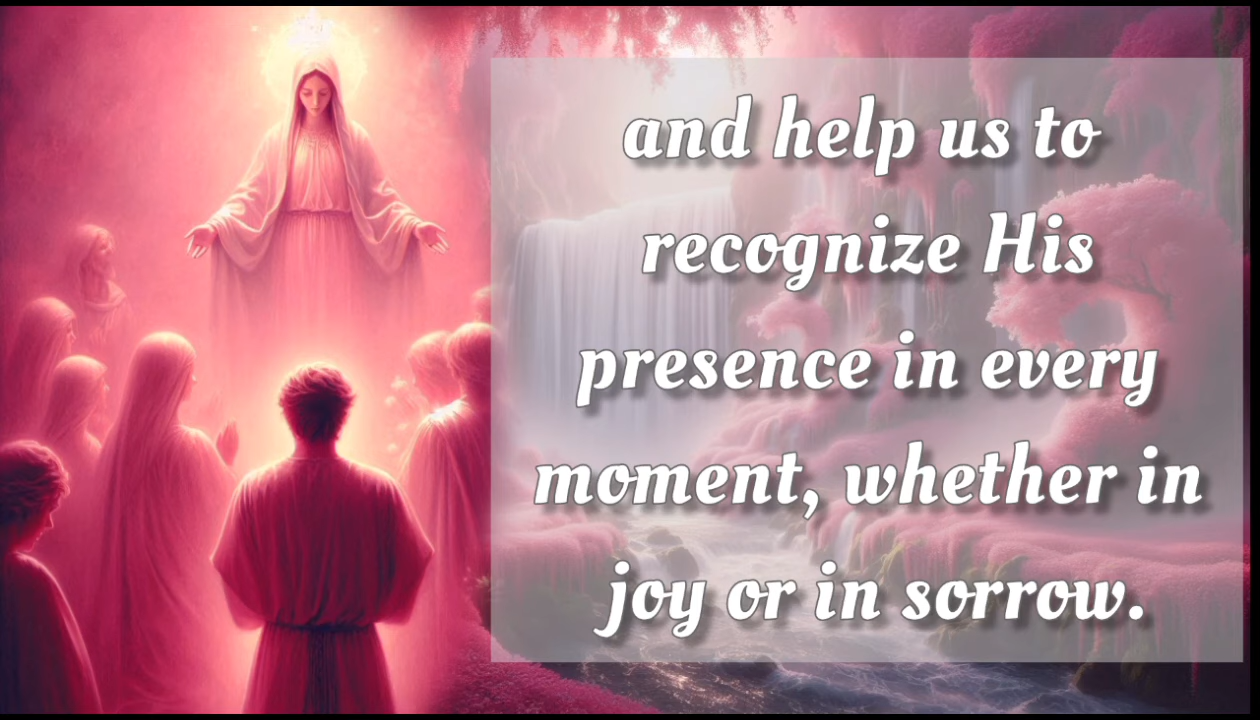 and help us to
recognize His
presence in every
moment, whether in
joy or in sorrow.